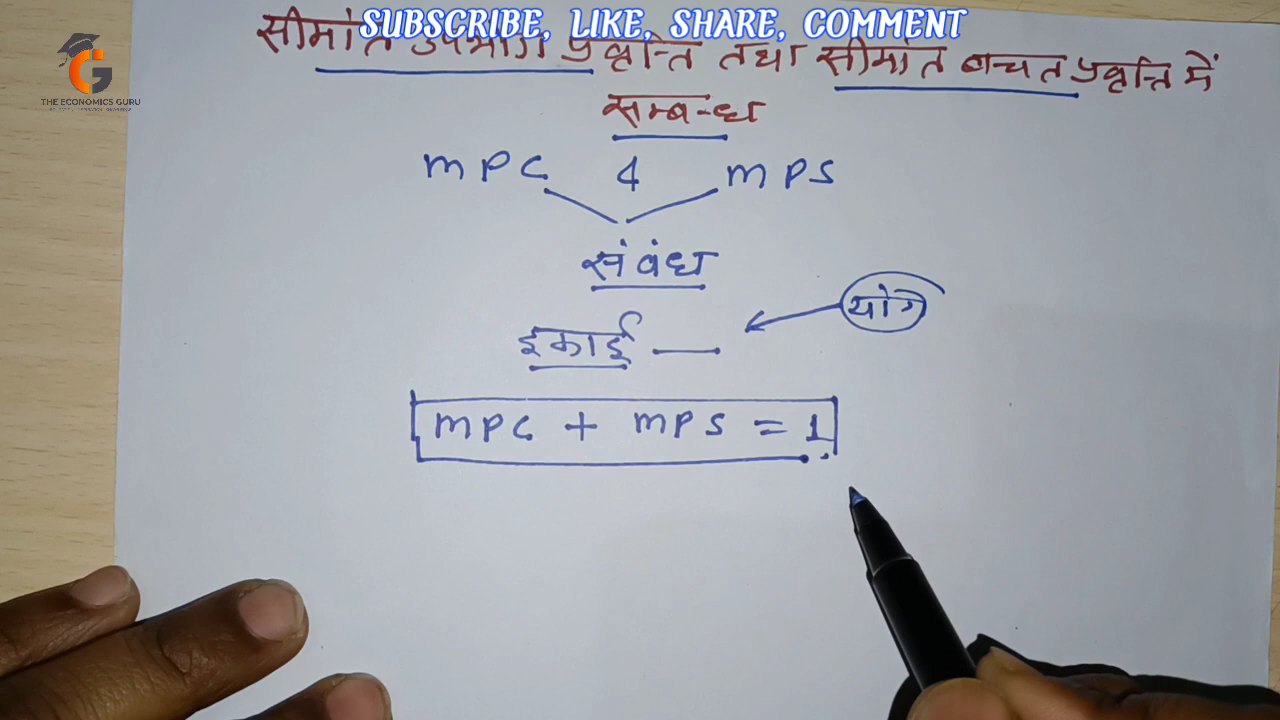 SUBSCRIBE, LIKE, SHARE, COMMENT
सीमांत उपभोग प्रवृत्ति तथा सीमांत बचत प्रवृत्ति में
सम्बन्ध
THE ECONOMICS GURU
MPC 4 MPS
संबंध
योग
इकाई —
MPC + MPS = 1